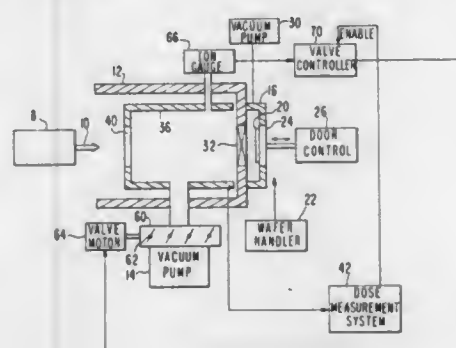 VACUUM
PUMP
30
66
ION
GAUGE
70
ENABLE
VALVE
CONTROLLER
12
16
8
10
40
36
20
24
26
32
DOOR
CONTROL
64
VALVE
MOTOR
60
62
22
WAFER
HANDLER
VACUUM
PUMP
14
42
DOSE
MEASUREMENT
SYSTEM